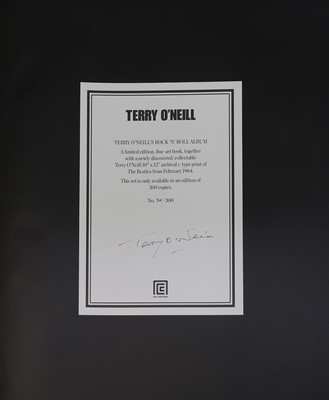 TERRY O'NEILL
TERRY O'NEILL'S ROCK 'N' ROLL ALBUM
A limited edition, fine-art book, together
with a newly discovered, collectable
Terry O'Neill 10" x 12" archival c-type print of
The Beatles from February 1964.
This set is only available in an edition of
300 copies.
No. 300
Terry O'Neill